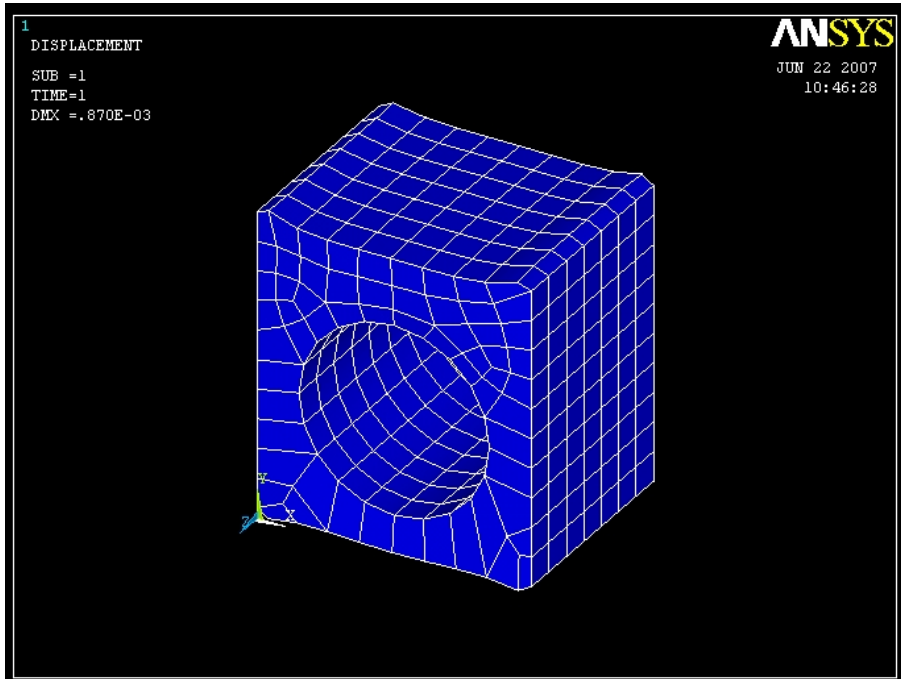 1
DISPLACEMENT
SUB =1
TIME=1
DMX =.870E-03
ANSYS
JUN 22 2007
10:46:28
Y
Z X